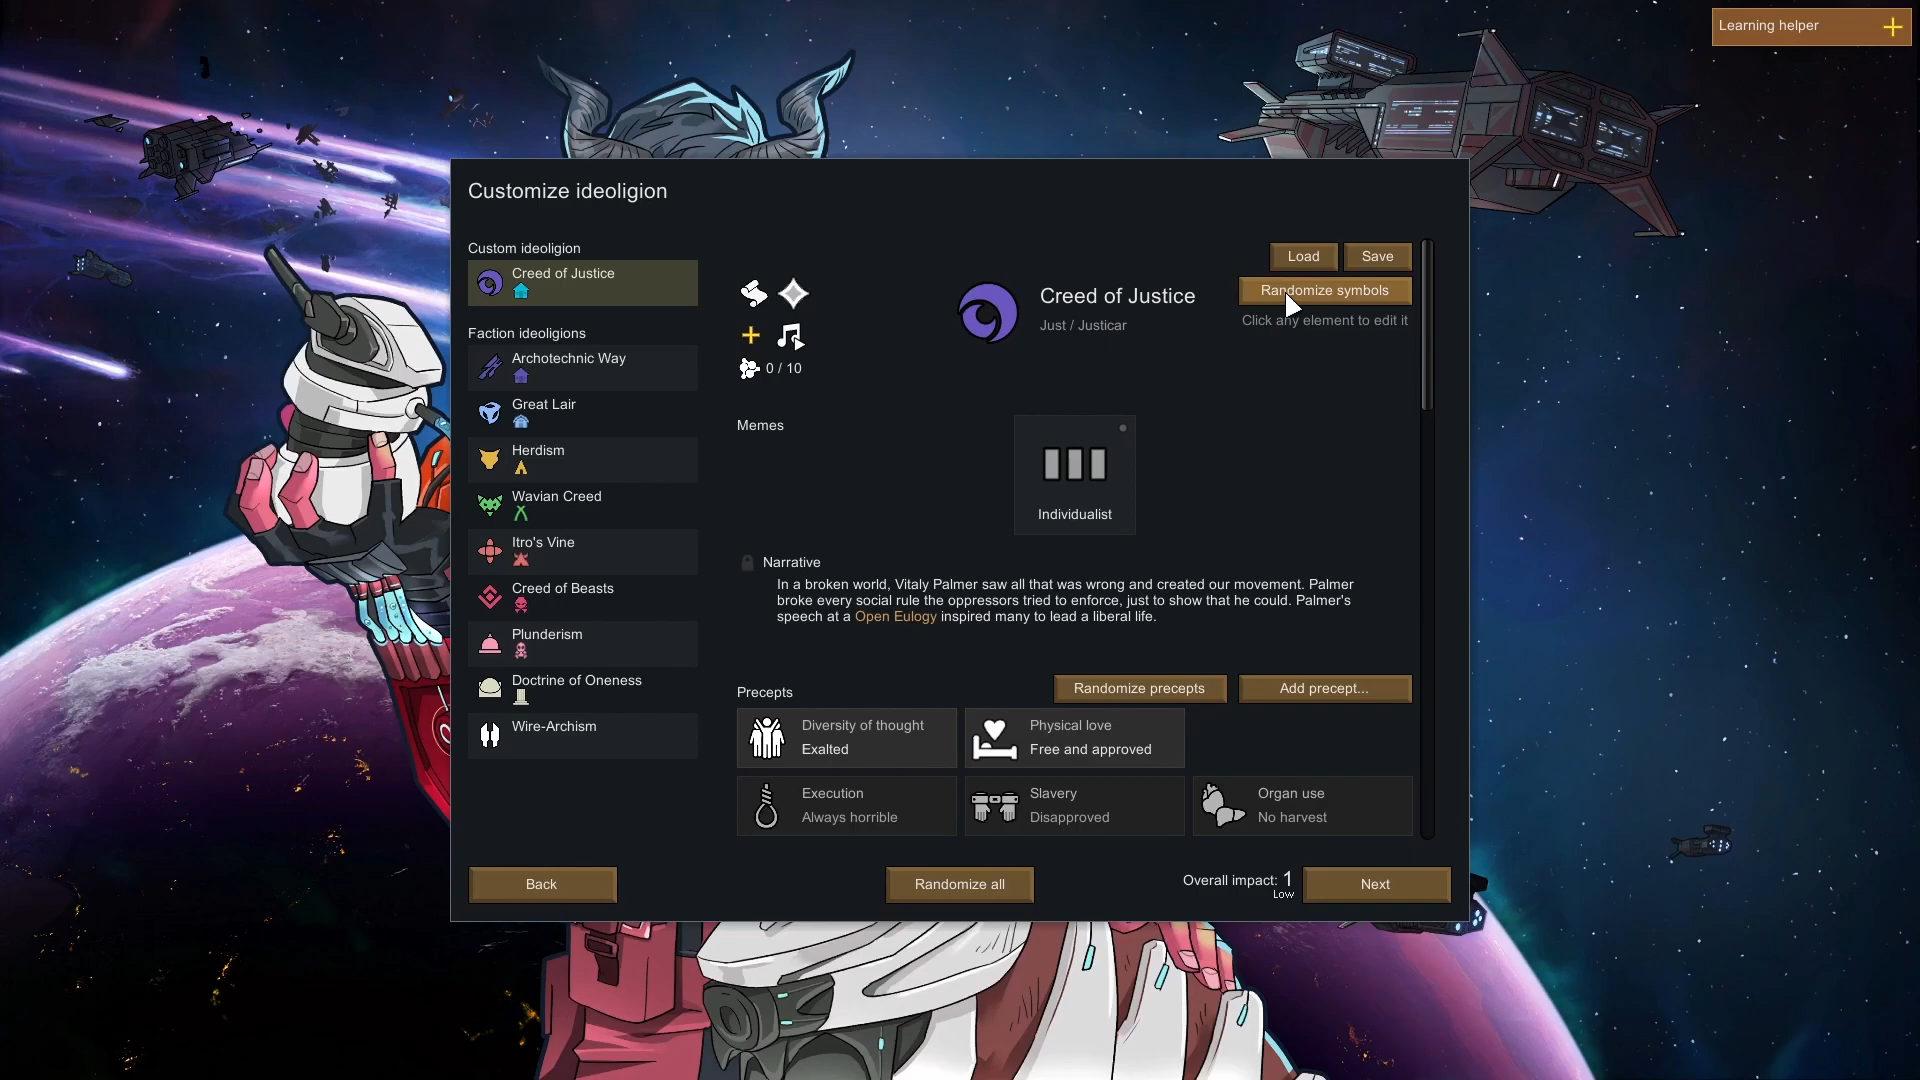 Learning helper
Customize ideoligion
Custom ideoligion
Creed of Justice
Faction ideoligions
Archotechnic Way
Great Lair
Herdism
Wavian Creed
Itro's Vine
Creed of Beasts
Plunderism
Doctrine of Oneness
Wire-Archism
0 / 10
Creed of Justice
Just / Justicar
Load
Save
Randomize symbols
Click any element to edit it
Memes
Individualist
Narrative
In a broken world, Vitaly Palmer saw all that was wrong and created our movement. Palmer
broke every social rule the oppressors tried to enforce, just to show that he could. Palmer's
speech at a Open Eulogy inspired many to lead a liberal life.
Precepts
Randomize precepts
Add precept...
Diversity of thought
Exalted
Physical love
Free and approved
Execution
Always horrible
Slavery
Disapproved
Organ use
No harvest
Back
Randomize all
Overall impact: 1
Low
Next